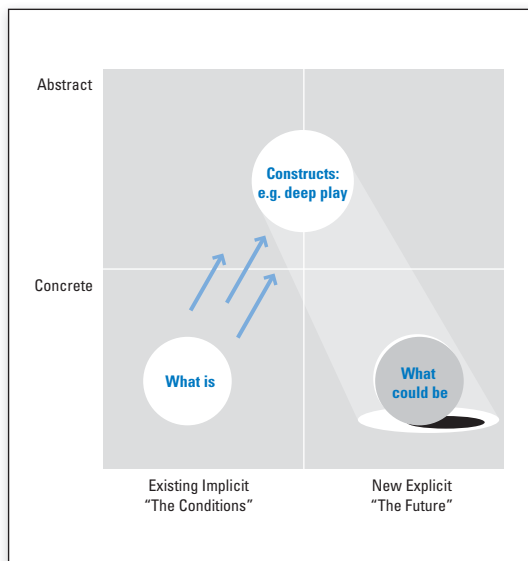 Abstract
Constructs:
e.g. deep play
Concrete
What is
What
could be
Existing Implicit
“The Conditions”
New Explicit
“The Future”